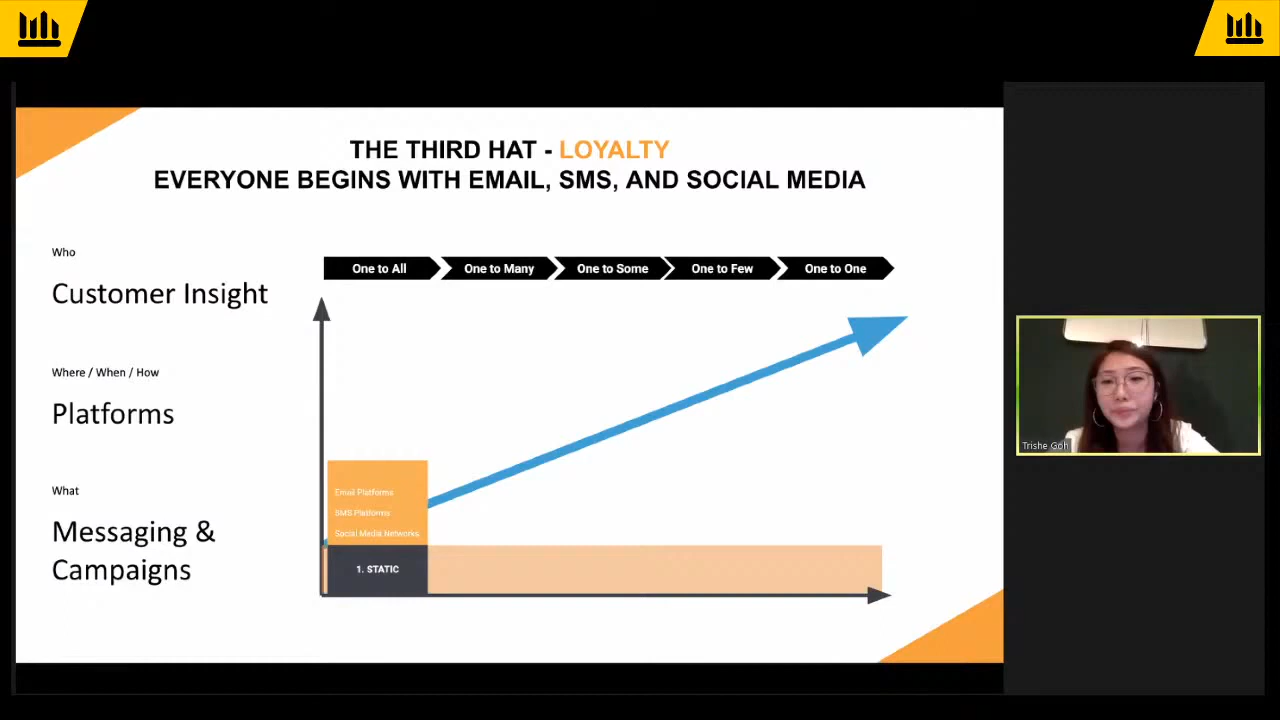 THE THIRD HAT - LOYALTY
EVERYONE BEGINS WITH EMAIL, SMS, AND SOCIAL MEDIA
Who
Customer Insight
Where / When / How
Platforms
What
Messaging &
Campaigns
One to All
One to Many
One to Some
One to Few
One to One
Email Platforms
SMS Platforms
Social Media Networks
1. STATIC
Trishe Goh